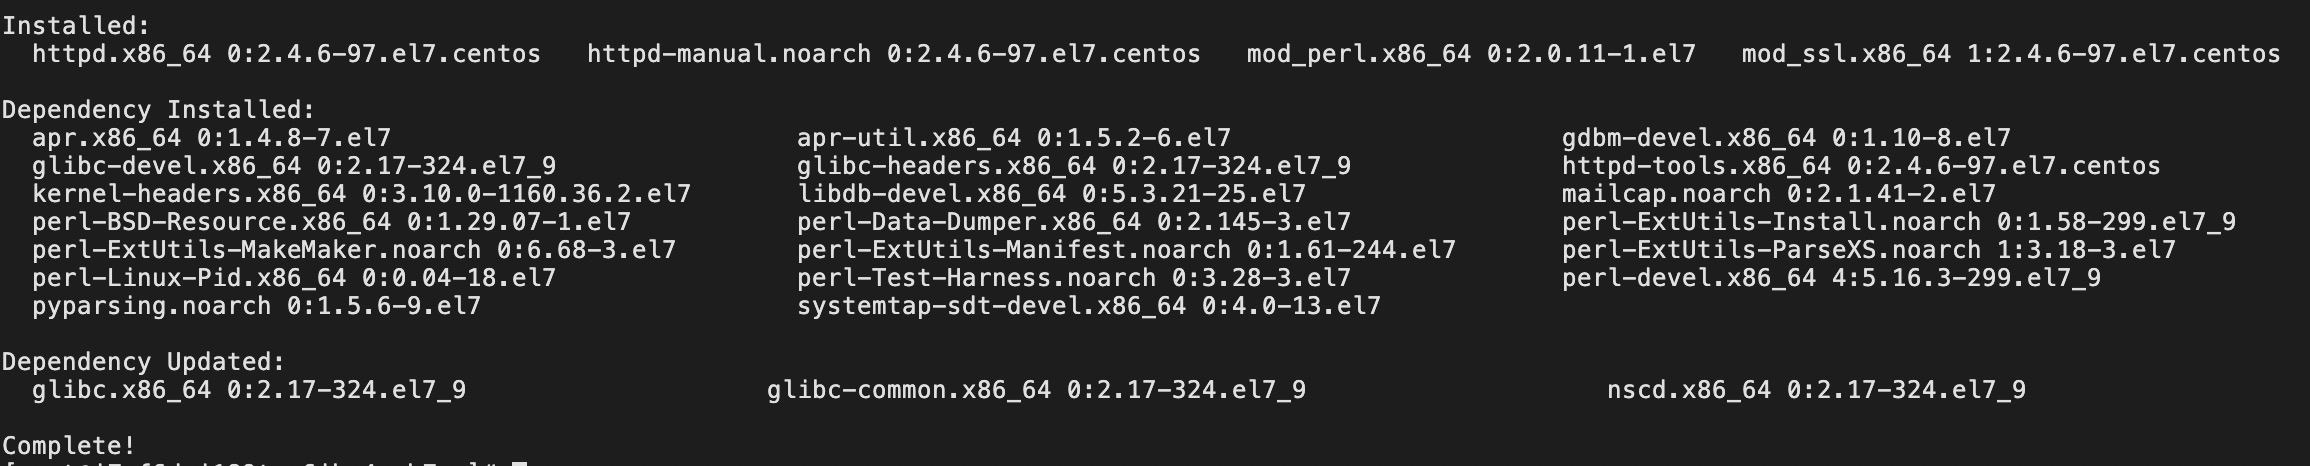 Installed:
httpd.x86_64 0:2.4.6-97.el7.centos httpd-manual.noarch 0:2.4.6-97.el7.centos mod_perl.x86_64 0:2.0.11-1.el7 mod_ssl.x86_64 1:2.4.6-97.el7.centos
Dependency Installed:
apr.x86_64 0:1.4.8-7.el7 apr-util.x86_64 0:1.5.2-6.el7 gdbm-devel.x86_64 0:1.10-8.el7
glibc-devel.x86_64 0:2.17-324.el7_9 glibc-headers.x86_64 0:2.17-324.el7_9 httpd-tools.x86_64 0:2.4.6-97.el7.centos
kernel-headers.x86_64 0:3.10.0-1160.36.2.el7 libdb-devel.x86_64 0:5.3.21-25.el7 mailcap.noarch 0:2.1.41-2.el7
perl-BSD-Resource.x86_64 0:1.29.07-1.el7 perl-Data-Dumper.x86_64 0:2.145-3.el7 perl-ExtUtils-Install.noarch 0:1.58-299.el7_9
perl-ExtUtils-MakeMaker.noarch 0:6.68-3.el7 perl-ExtUtils-Manifest.noarch 0:1.61-244.el7 perl-ExtUtils-ParseXS.noarch 1:3.18-3.el7
perl-Linux-Pid.x86_64 0:0.04-18.el7 perl-Test-Harness.noarch 0:3.28-3.el7 perl-devel.x86_64 4:5.16.3-299.el7_9
pyparsing.noarch 0:1.5.6-9.el7 systemtap-sdt-devel.x86_64 0:4.0-13.el7
Dependency Updated:
glibc.x86_64 0:2.17-324.el7_9 glibc-common.x86_64 0:2.17-324.el7_9 nscd.x86_64 0:2.17-324.el7_9
Complete!